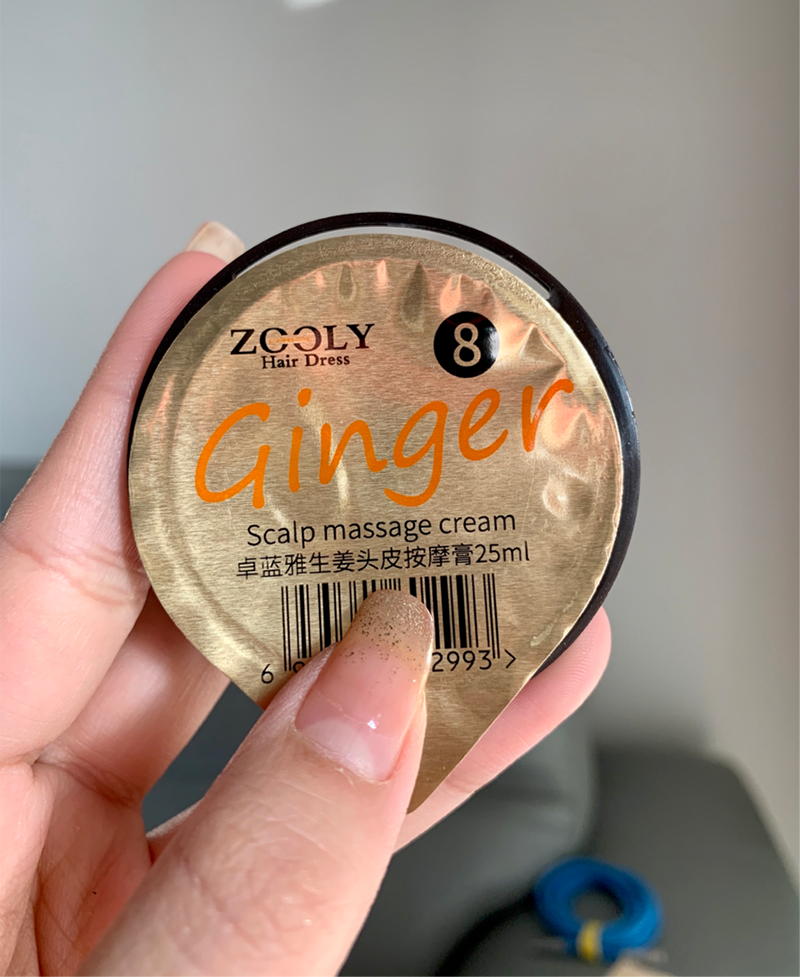 ZOOLY
8
Hair Dress
Ginger
Scalp massage cream
卓蓝雅生姜头皮按摩膏25ml
6 2993 >